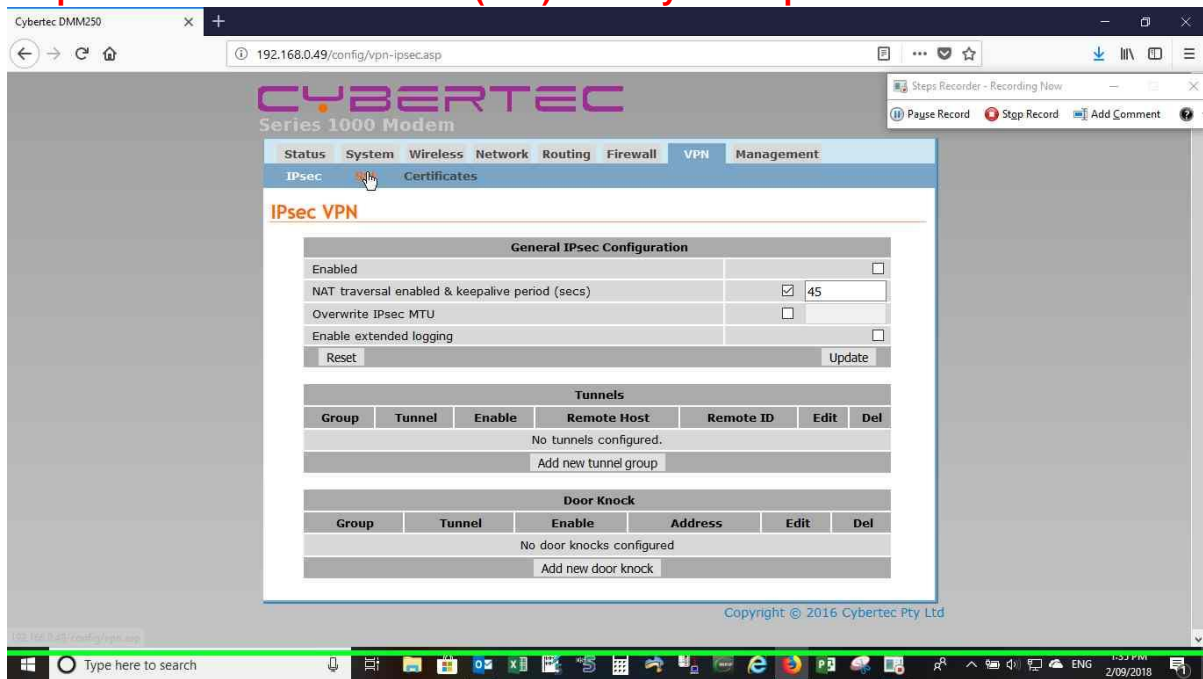 Cybertec DMM250
192.168.0.49/config/vpn-ipsec.asp
Steps Recorder - Recording Now
Pause Record Stop Record Add Comment
CYBERTEC
Series 1000 Modem
Status System Wireless Network Routing Firewall VPN Management
IPsec Certificates
IPsec VPN
General IPsec Configuration
Enabled
NAT traversal enabled & keepalive period (secs) 45
Overwrite IPsec MTU
Enable extended logging
Reset Update
Tunnels
Group Tunnel Enable Remote Host Remote ID Edit Del
No tunnels configured.
Add new tunnel group
Door Knock
Group Tunnel Enable Address Edit Del
No door knocks configured
Add new door knock
Copyright © 2016 Cybertec Pty Ltd
Type here to search
ENG
2/09/2018